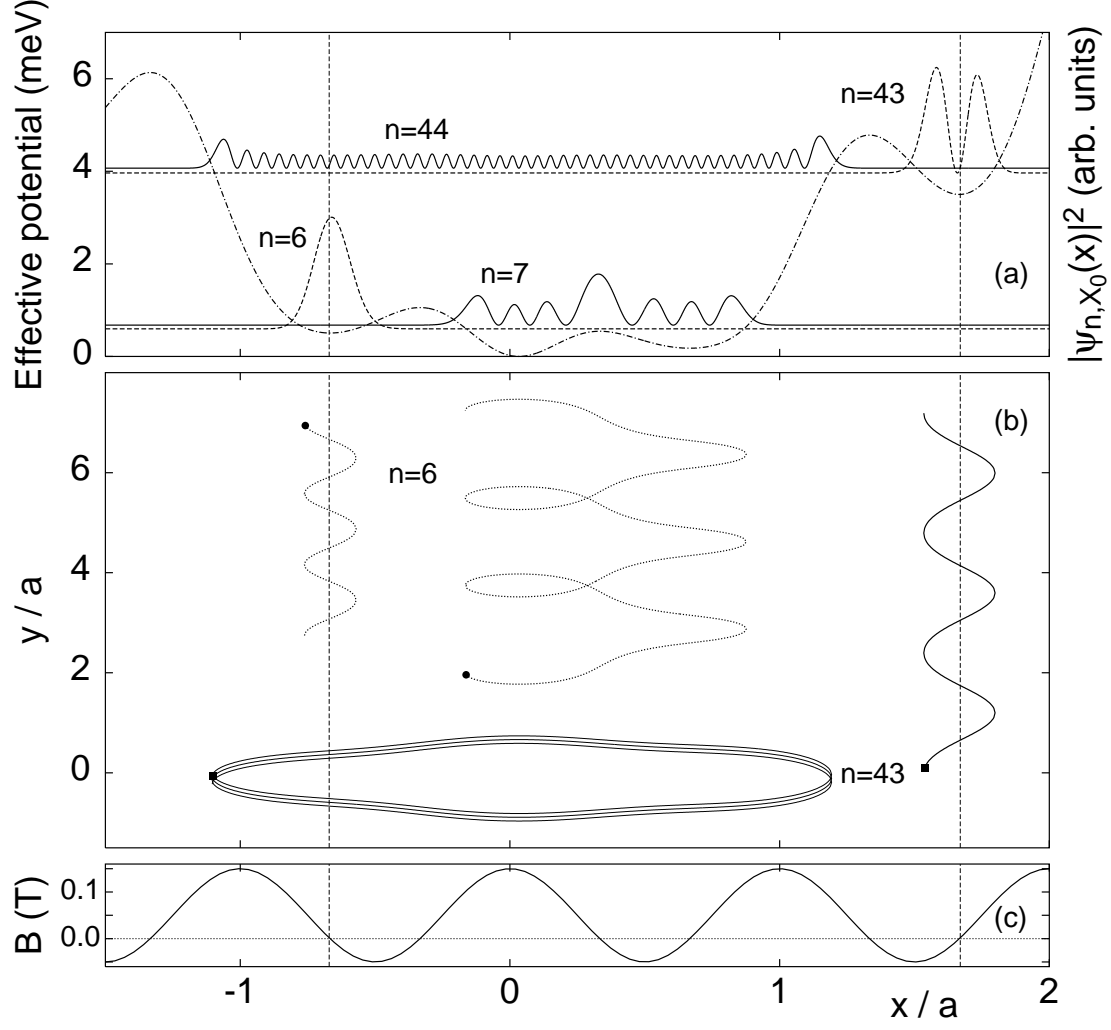 Effective potential (meV)
6
4
2
0
n=43
n=44
n=6
n=7
(a)
|ψn,X0(x)|2 (arb. units)
y / a
6
4
2
0
n=6
(b)
n=43
B (T)
0.1
0.0
(c)
-1
0
1
2
x / a